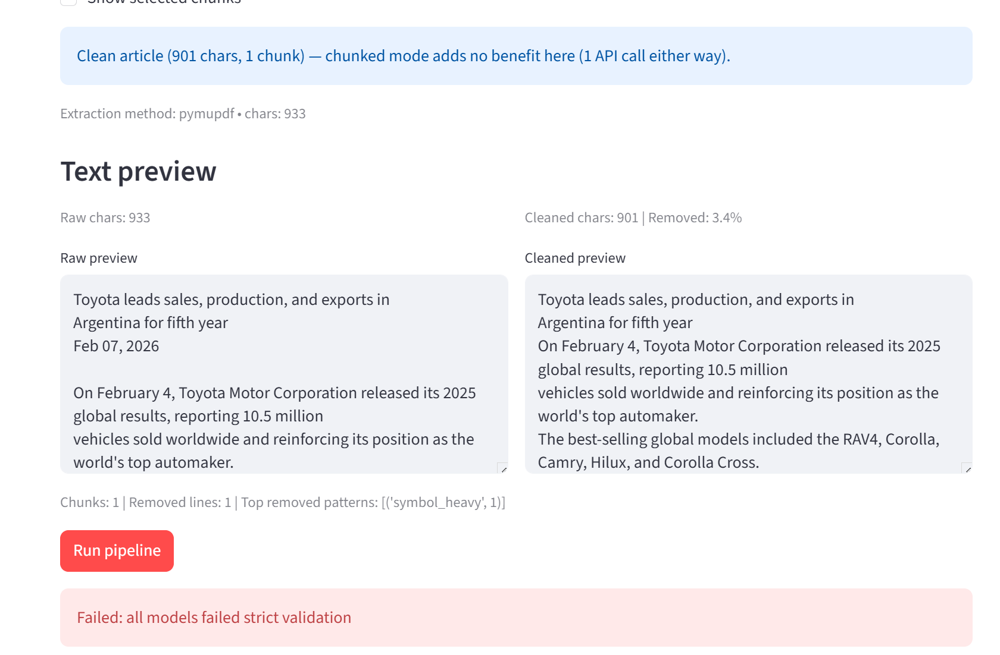 Show selected chunks
Clean article (901 chars, 1 chunk) — chunked mode adds no benefit here (1 API call either way).
Extraction method: pymupdf • chars: 933
Text preview
Raw chars: 933
Cleaned chars: 901 | Removed: 3.4%
Raw preview
Cleaned preview
Toyota leads sales, production, and exports in
Argentina for fifth year
Feb 07, 2026
On February 4, Toyota Motor Corporation released its 2025
global results, reporting 10.5 million
vehicles sold worldwide and reinforcing its position as the
world's top automaker.
Toyota leads sales, production, and exports in
Argentina for fifth year
On February 4, Toyota Motor Corporation released its 2025
global results, reporting 10.5 million
vehicles sold worldwide and reinforcing its position as the
world's top automaker.
The best-selling global models included the RAV4, Corolla,
Camry, Hilux, and Corolla Cross.
Chunks: 1 | Removed lines: 1 | Top removed patterns: [('symbol_heavy', 1)]
Run pipeline
Failed: all models failed strict validation